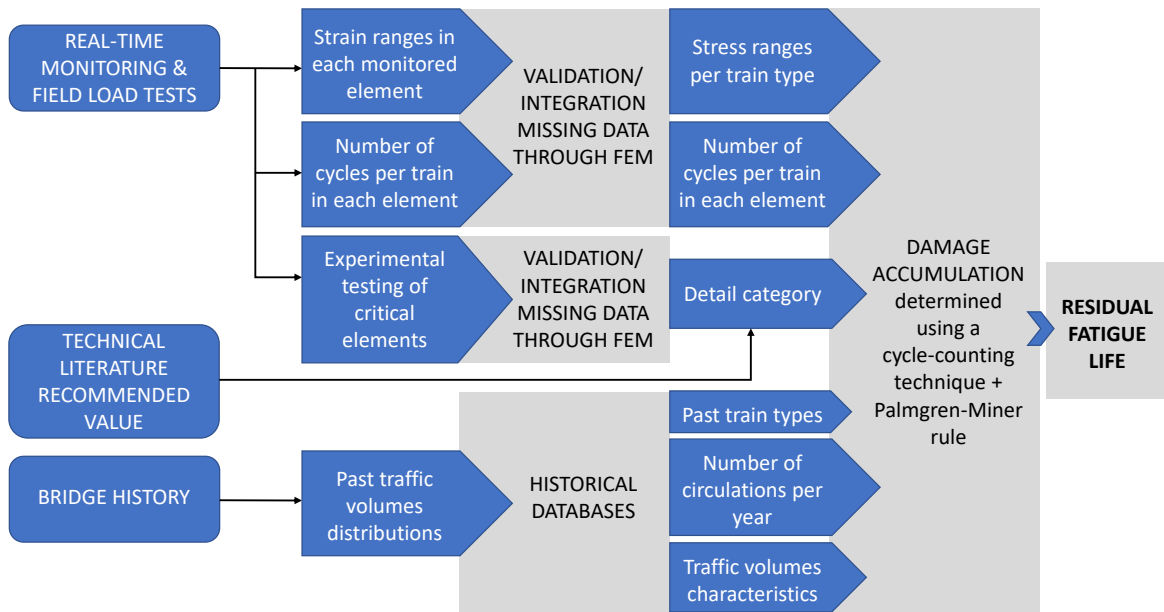 REAL-TIME
MONITORING &
FIELD LOAD TESTS
Strain ranges in
each monitored
element
VALIDATION/
INTEGRATION
MISSING DATA
THROUGH FEM
Stress ranges
per train type
Number of
cycles per train
in each element
Number of
cycles per train
in each element
Experimental
testing of
critical
elements
VALIDATION/
INTEGRATION
MISSING DATA
THROUGH FEM
Detail category
TECHNICAL
LITERATURE
RECOMMENDED
VALUE
BRIDGE HISTORY
Past traffic
volumes
distributions
HISTORICAL
DATABASES
Past train types
Number of
circulations per
year
Traffic volumes
characteristics
DAMAGE
ACCUMULATION
determined
using a
cycle-counting
technique +
Palmgren-Miner
rule
RESIDUAL
FATIGUE
LIFE